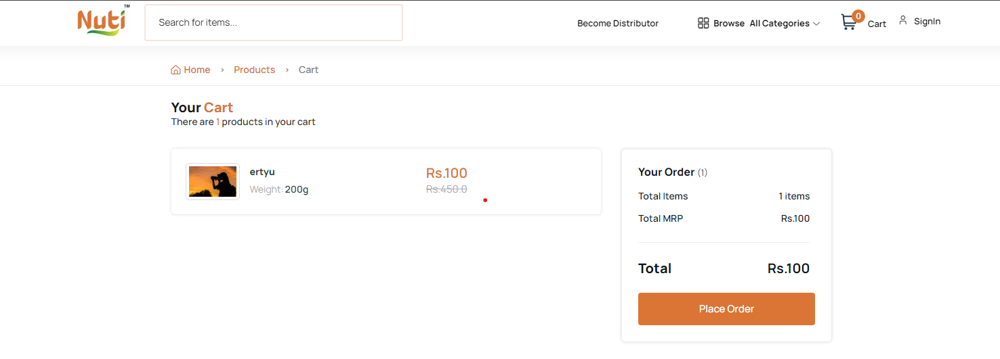 Nuti TM
Search for items...
Become Distributor
Browse All Categories
0
Cart
SignIn
Home › Products › Cart
Your Cart
There are 1 products in your cart
ertyu
Weight: 200g
Rs.100
Rs.450.0
Your Order (1)
Total Items 1 items
Total MRP Rs.100
Total Rs.100
Place Order